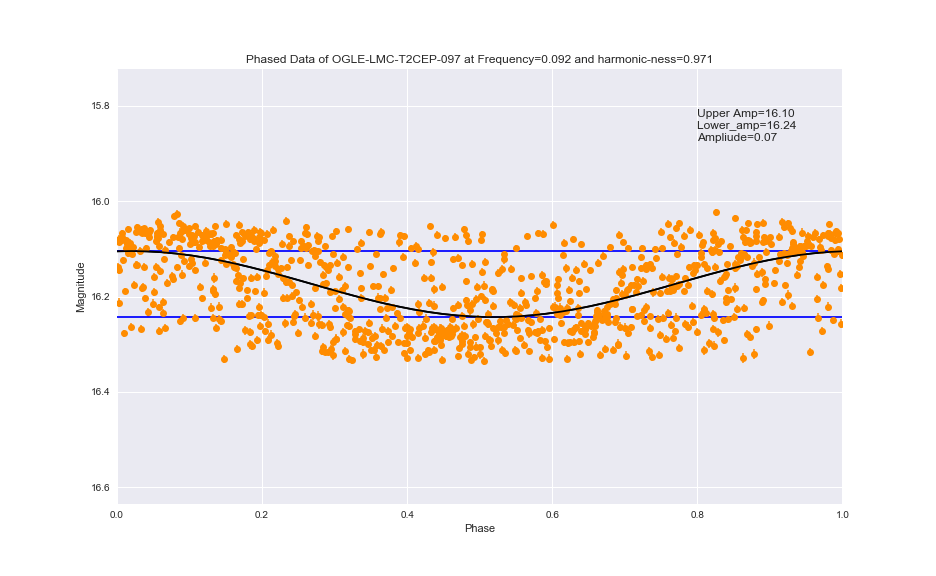 Phased Data of OGLE-LMC-T2CEP-097 at Frequency=0.092 and harmonic-ness=0.971
Upper Amp=16.10
Lower_amp=16.24
Ampliude=0.07
15.8
16.0
16.2
16.4
16.6
Magnitude
0.0 0.2 0.4 0.6 0.8 1.0
Phase